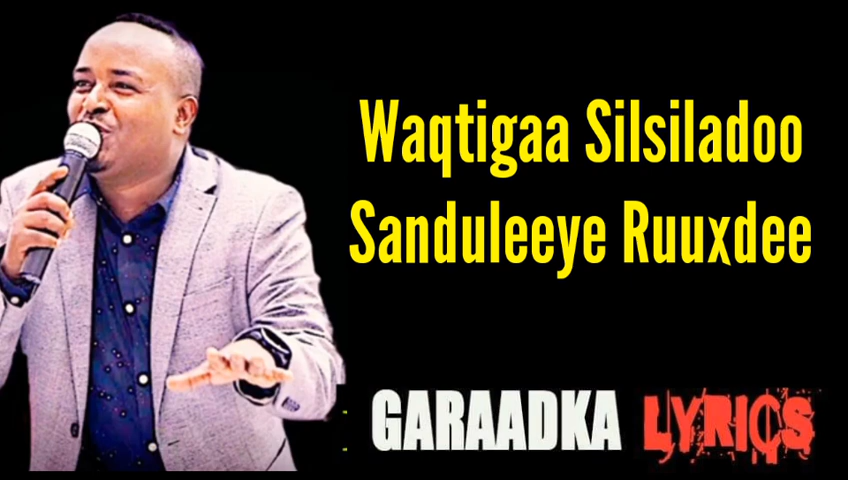 Waqtigaa Silsiladoo
Sanduleeye Ruuxdee
GARAADKA LYRICS